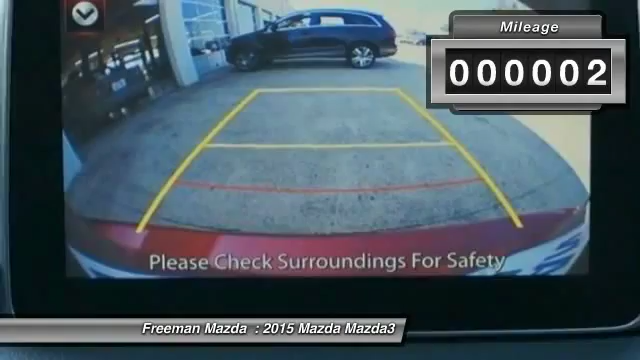 Mileage
000002
Please Check Surroundings For Safety
Freeman Mazda : 2015 Mazda Mazda3